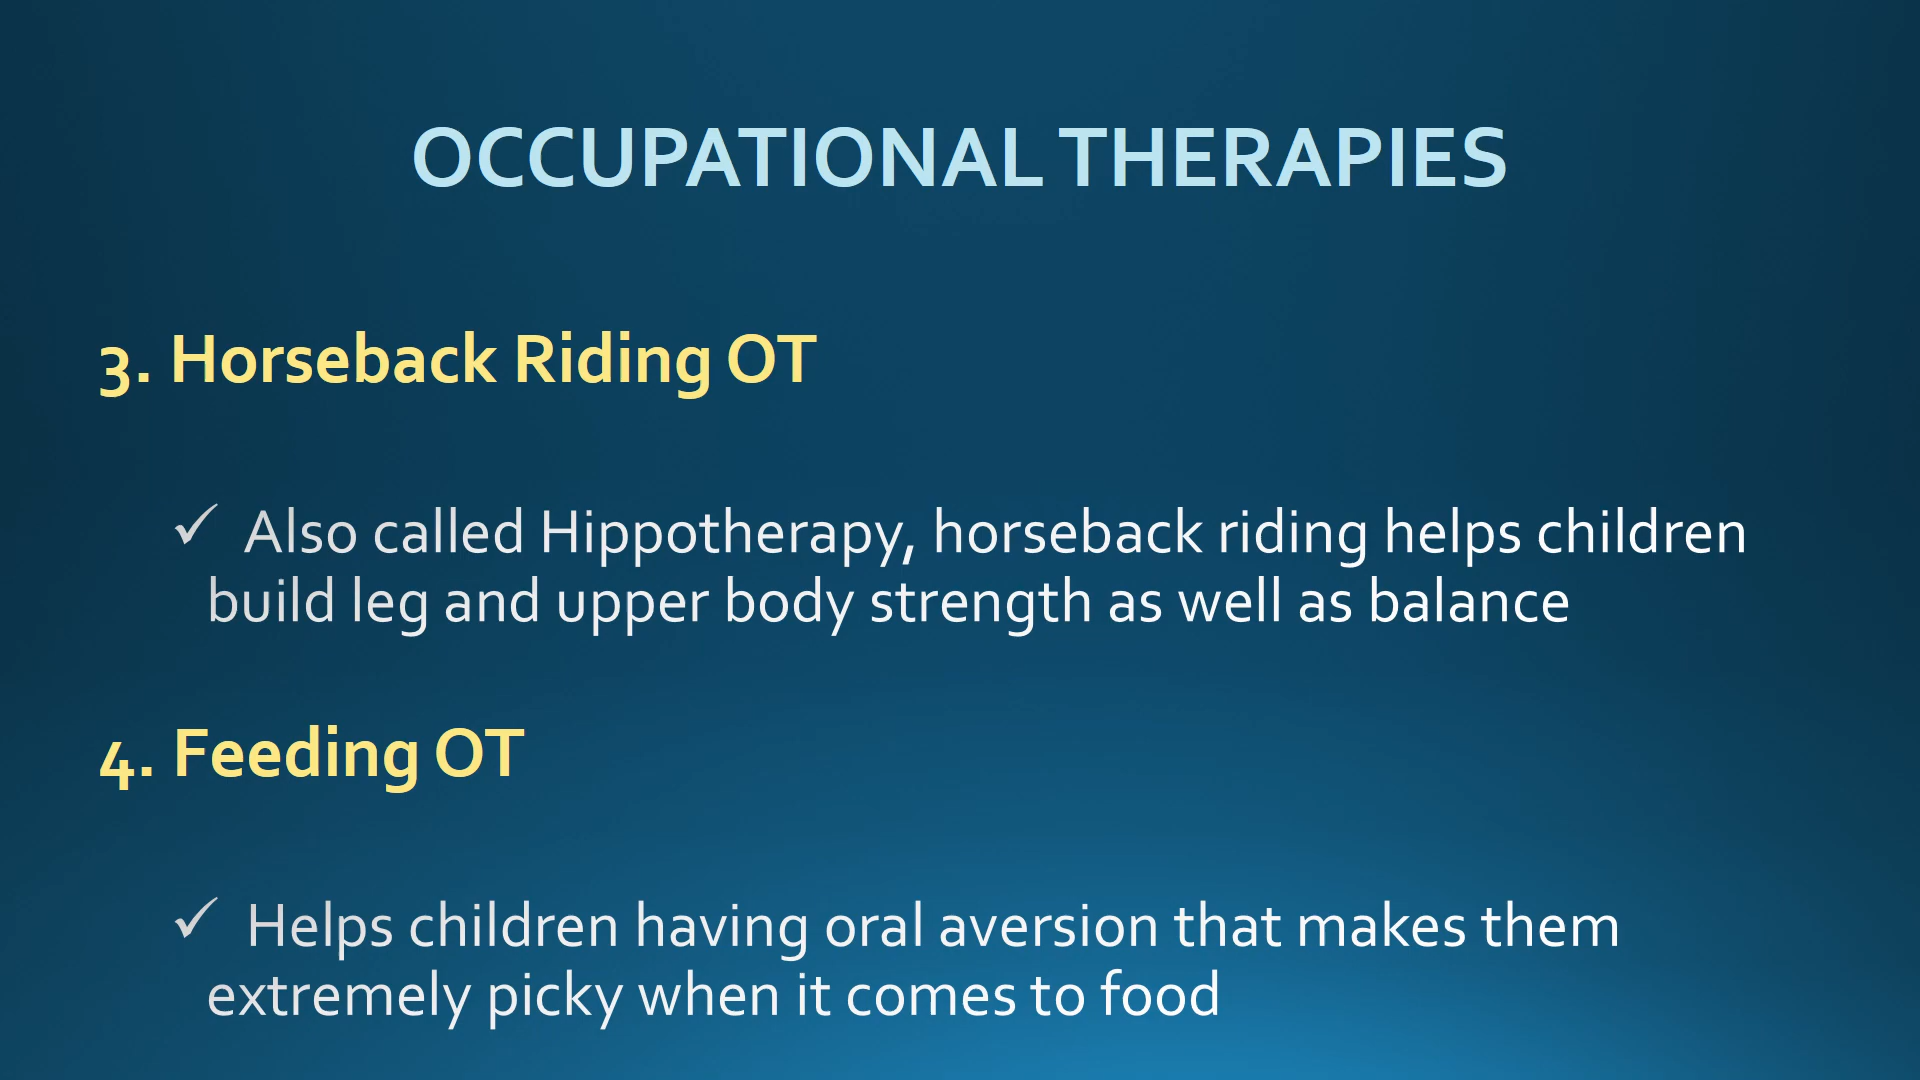 OCCUPATIONAL THERAPIES
3. Horseback Riding OT
✓ Also called Hippotherapy, horseback riding helps children
build leg and upper body strength as well as balance
4. Feeding OT
✓ Helps children having oral aversion that makes them
extremely picky when it comes to food